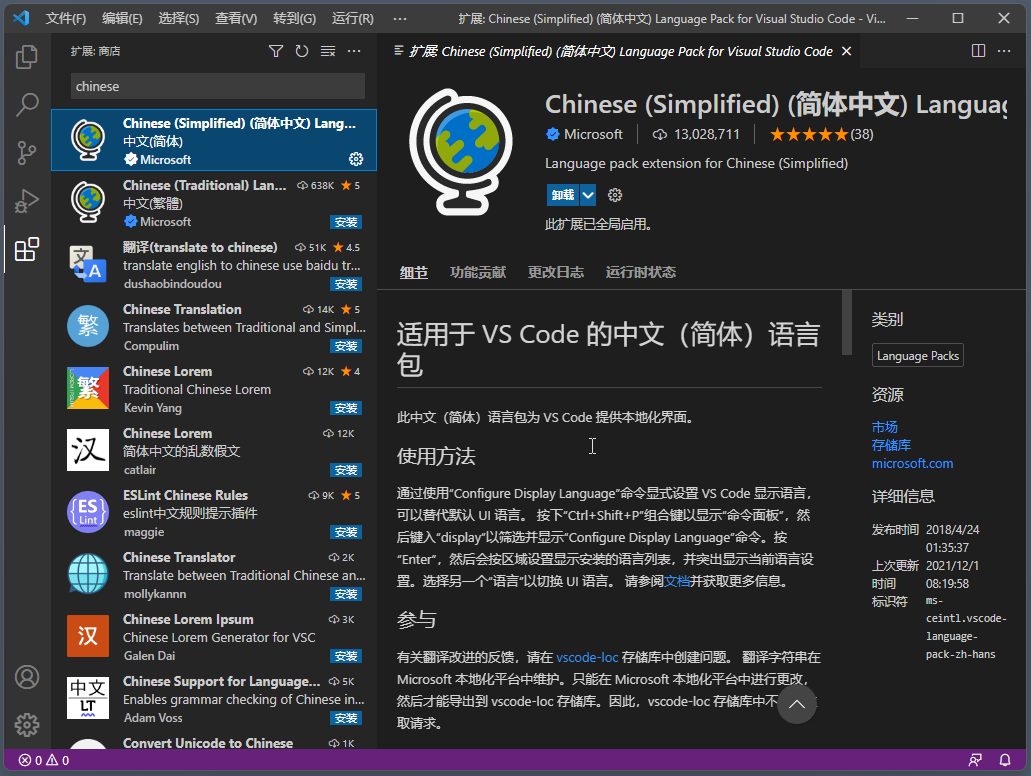 文件(F) 编辑(E) 选择(S) 查看(V) 转到(G) 运行(R) ··· 扩展: Chinese (Simplified) (简体中文) Language Pack for Visual Studio Code - Vi...
扩展: 商店
chinese
Chinese (Simplified) (简体中文) Lang...
中文(简体)
Microsoft
Chinese (Traditional) Lan... 638K ★ 5
中文(繁體)
Microsoft 安装
翻译(translate to chinese) 51K ★ 4.5
translate english to chinese use baidu tr...
dushaobindoudou 安装
文 A
Chinese Translation 14K ★ 5
Translates between Traditional and Simpl...
Compulim 安装
繁
Chinese Lorem 12K ★ 4
Traditional Chinese Lorem
Kevin Yang 安装
繁
Chinese Lorem 12K
简体中文的乱数假文
catlair 安装
汉
ESLint Chinese Rules 9K ★ 5
eslint中文规则提示插件
maggie 安装
{ES}
Lint
Chinese Translator 2K
Translate between Traditional Chinese an...
mollykannn 安装
Chinese Lorem Ipsum 3K
Chinese Lorem Generator for VSC
Galen Dai 安装
汉
Chinese Support for Language... 5K
Enables grammar checking of Chinese in...
Adam Voss 安装
中文
LT
Convert Unicode to Chinese 1K
扩展: Chinese (Simplified) (简体中文) Language Pack for Visual Studio Code
Chinese (Simplified) (简体中文) Languag
Microsoft | 13,028,711 | ★★★★★(38)
Language pack extension for Chinese (Simplified)
卸载
此扩展已全局启用。
细节 功能贡献 更改日志 运行时状态
适用于 VS Code 的中文（简体）语言
包
此中文（简体）语言包为 VS Code 提供本地化界面。
使用方法
通过使用“Configure Display Language”命令显式设置 VS Code 显示语言，
可以替代默认 UI 语言。 按下“Ctrl+Shift+P”组合键以显示“命令面板”，然
后键入“display”以筛选并显示“Configure Display Language”命令。按
“Enter”，然后会按区域设置显示安装的语言列表，并突出显示当前语言设
置。选择另一个“语言”以切换 UI 语言。 请参阅文档并获取更多信息。
参与
有关翻译改进的反馈，请在 vscode-loc 存储库中创建问题。 翻译字符串在
Microsoft 本地化平台中维护。只能在 Microsoft 本地化平台中进行更改，
然后才能导出到 vscode-loc 存储库。因此，vscode-loc 存储库中不
取请求。
类别
Language Packs
资源
市场
存储库
microsoft.com
详细信息
发布时间 2018/4/24
01:35:37
上次更新 2021/12/1
时间 08:19:58
标识符 ms-
ceintl.vscode-
language-
pack-zh-hans
0 0